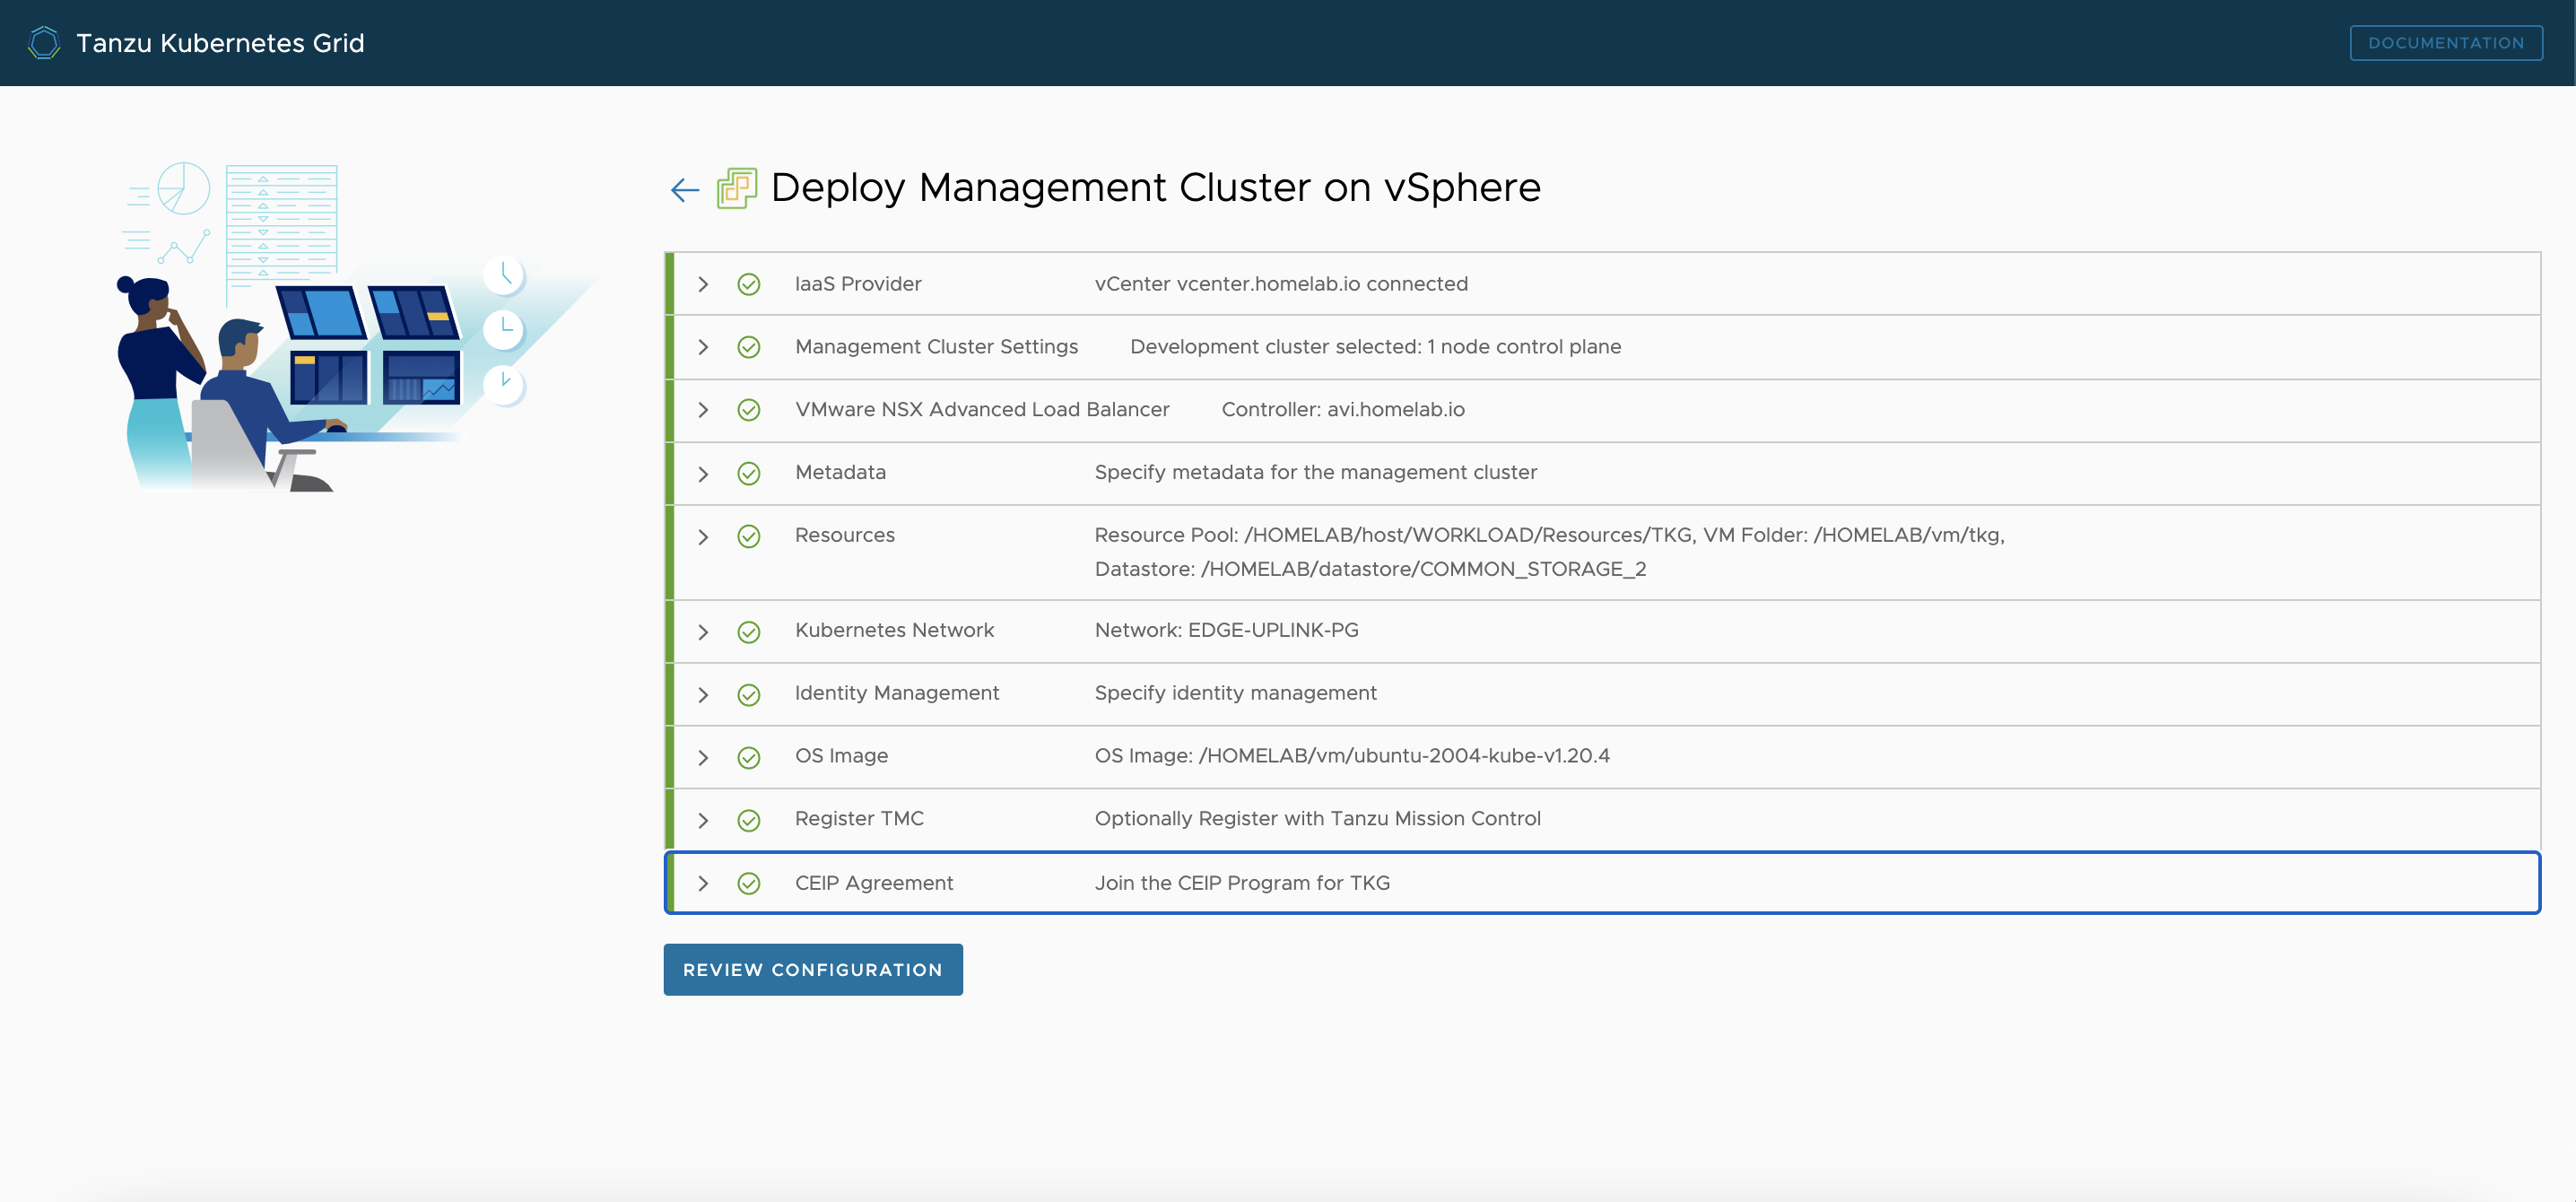 Tanzu Kubernetes Grid
DOCUMENTATION
Deploy Management Cluster on vSphere
IaaS Provider vCenter vcenter.homelab.io connected
Management Cluster Settings Development cluster selected: 1 node control plane
VMware NSX Advanced Load Balancer Controller: avi.homelab.io
Metadata Specify metadata for the management cluster
Resources Resource Pool: /HOMELAB/host/WORKLOAD/Resources/TKG, VM Folder: /HOMELAB/vm/tkg,
Datastore: /HOMELAB/datastore/COMMON_STORAGE_2
Kubernetes Network Network: EDGE-UPLINK-PG
Identity Management Specify identity management
OS Image OS Image: /HOMELAB/vm/ubuntu-2004-kube-v1.20.4
Register TMC Optionally Register with Tanzu Mission Control
CEIP Agreement Join the CEIP Program for TKG
REVIEW CONFIGURATION